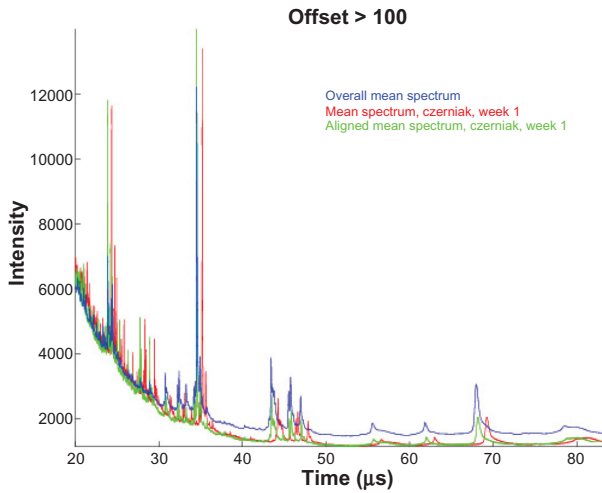 Offset > 100
Overall mean spectrum
Mean spectrum, czerniak, week 1
Aligned mean spectrum, czerniak, week 1
Intensity
12000
10000
8000
6000
4000
2000
20 30 40 50 60 70 80
Time (μs)